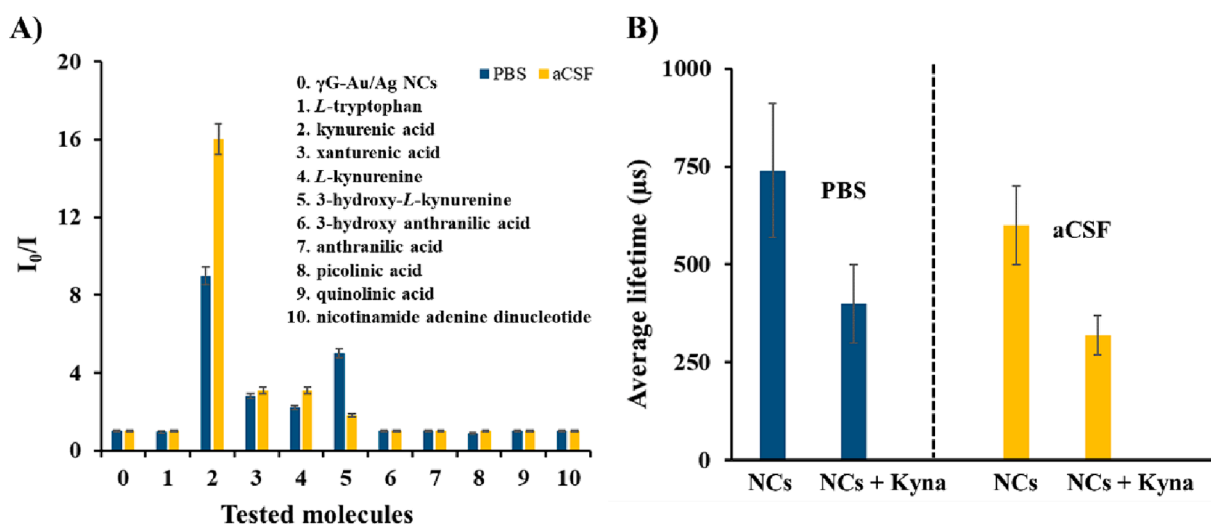 A)
20
16
12
8
4
0
I₀/I
PBS
aCSF
0. γG-Au/Ag NCs
1. L-tryptophan
2. kynurenic acid
3. xanturenic acid
4. L-kynurenine
5. 3-hydroxy-L-kynurenine
6. 3-hydroxy anthranilic acid
7. anthranilic acid
8. picolinic acid
9. quinolinic acid
10. nicotinamide adenine dinucleotide
0 1 2 3 4 5 6 7 8 9 10
Tested molecules
B)
1000
750
500
250
0
Average lifetime (µs)
PBS
aCSF
NCs NCs + Kyna NCs NCs + Kyna